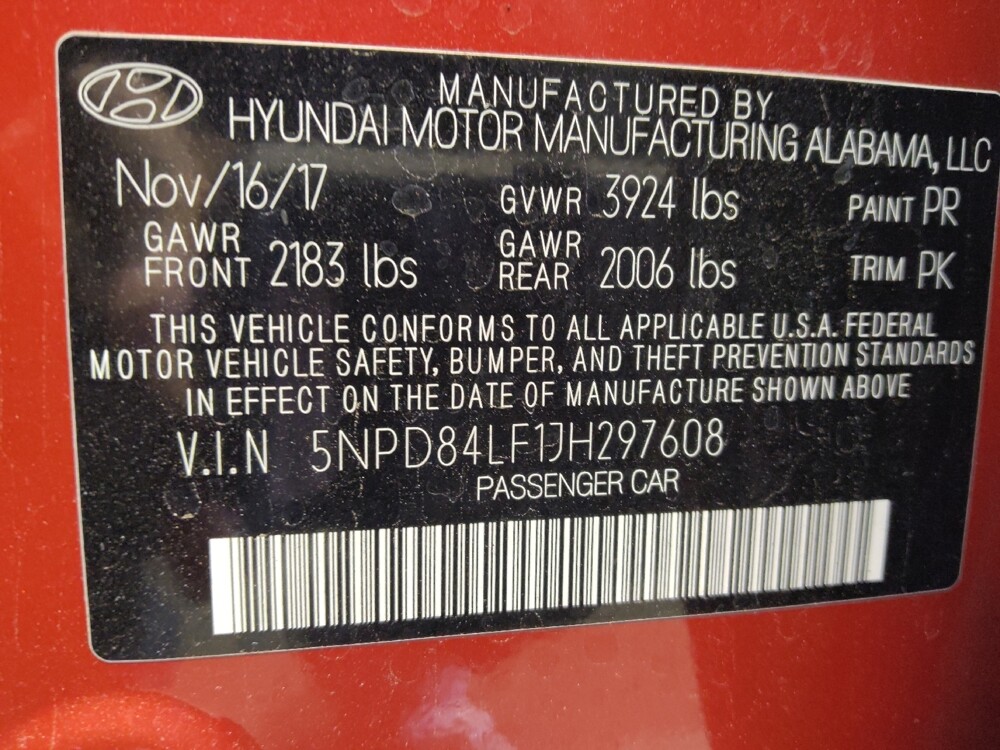 MANUFACTURED BY
HYUNDAI MOTOR MANUFACTURING ALABAMA, LLC
Nov/16/17 GVWR 3924 lbs PAINT PR
GAWR FRONT 2183 lbs GAWR REAR 2006 lbs TRIM PK
THIS VEHICLE CONFORMS TO ALL APPLICABLE U.S.A. FEDERAL
MOTOR VEHICLE SAFETY, BUMPER, AND THEFT PREVENTION STANDARDS
IN EFFECT ON THE DATE OF MANUFACTURE SHOWN ABOVE
V.I.N 5NPD84LF1JH297608
PASSENGER CAR